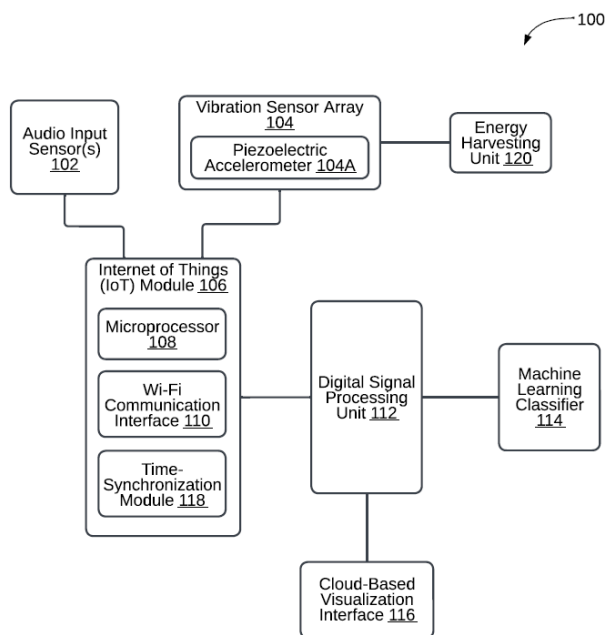 100
Audio Input
Sensor(s)
102
Vibration Sensor Array
104
Piezoelectric
Accelerometer 104A
Energy
Harvesting
Unit 120
Internet of Things
(IoT) Module 106
Microprocessor
108
Wi-Fi
Communication
Interface 110
Time-
Synchronization
Module 118
Digital Signal
Processing
Unit 112
Machine
Learning
Classifier
114
Cloud-Based
Visualization
Interface 116